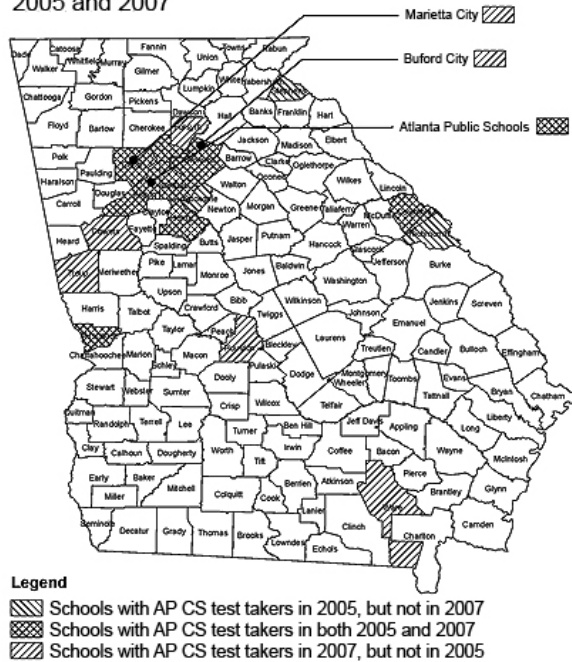 2005 and 2007
Marietta City
Buford City
Atlanta Public Schools
Dade
Catoosa
Whitfield
Murray
Fannin
Union
Towns
Rabun
Walker
Gilmer
White
Habersham
Stephens
Lumpkin
Chattooga
Gordon
Pickens
Dawson
Hall
Banks
Franklin
Hart
Floyd
Bartow
Cherokee
Forsyth
Jackson
Madison
Elbert
Polk
Paulding
Barrow
Clarke
Oglethorpe
Haralson
Douglas
Oconee
Walton
Wilkes
Lincoln
Carroll
Clayton
Newton
Morgan
Greene
Taliaferro
McDuffie
Warren
Heard
Coweta
Fayette
Spalding
Butts
Jasper
Putnam
Hancock
Glascock
Jefferson
Burke
Troup
Meriwether
Pike
Lamar
Monroe
Jones
Baldwin
Washington
Upson
Harris
Talbot
Crawford
Bibb
Twiggs
Wilkinson
Johnson
Jenkins
Screven
Emanuel
Taylor
Peach
Laurens
Chattahoochee
Marion
Macon
Bleckley
Treutlen
Candler
Bulloch
Effingham
Schley
Pulaski
Dodge
Montgomery
Wheeler
Toombs
Evans
Bryan
Chatham
Stewart
Webster
Sumter
Dooly
Crisp
Wilcox
Telfair
Tattnall
Liberty
Quitman
Randolph
Terrell
Lee
Turner
Ben Hill
Jeff Davis
Appling
Long
Clay
Calhoun
Dougherty
Worth
Irwin
Coffee
Bacon
Wayne
McIntosh
Early
Baker
Mitchell
Tift
Berrien
Atkinson
Pierce
Brantley
Glynn
Miller
Colquitt
Cook
Lanier
Ware
Clinch
Charlton
Camden
Seminole
Decatur
Grady
Thomas
Brooks
Lowndes
Echols
Legend
Schools with AP CS test takers in 2005, but not in 2007
Schools with AP CS test takers in both 2005 and 2007
Schools with AP CS test takers in 2007, but not in 2005